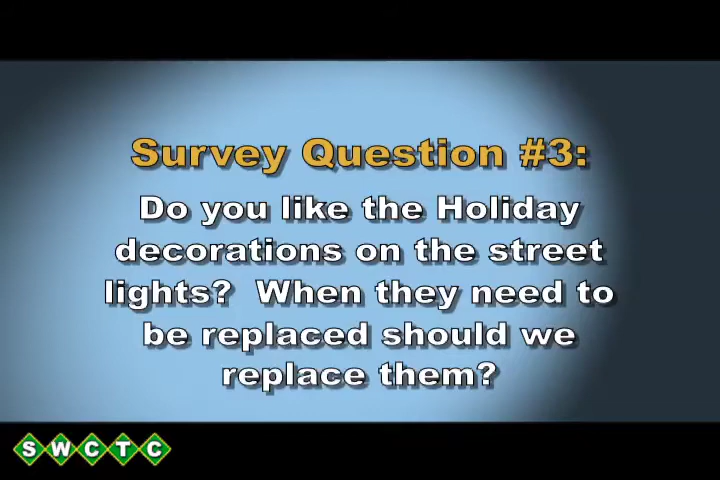 Survey Question #3:
Do you like the Holiday
decorations on the street
lights?  When they need to
be replaced should we
replace them?
SWCTC